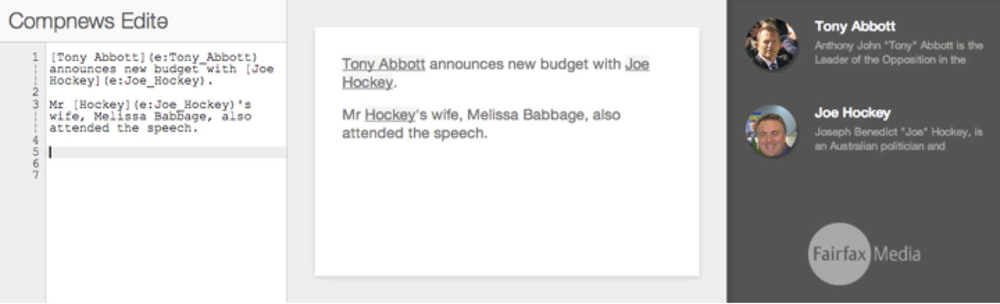 Compnews Editə
1 [Tony Abbott](e:Tony_Abbott)
announces new budget with [Joe
Hockey](e:Joe_Hockey).
2
3 Mr [Hockey](e:Joe_Hockey)'s
wife, Melissa Babbage, also
attended the speech.
4
5
6
7
Tony Abbott announces new budget with Joe
Hockey.
Mr Hockey's wife, Melissa Babbage, also
attended the speech.
Tony Abbott
Anthony John "Tony" Abbott is the
Leader of the Opposition in the
Joe Hockey
Joseph Benedict "Joe" Hockey, is
an Australian politician and
Fairfax Media